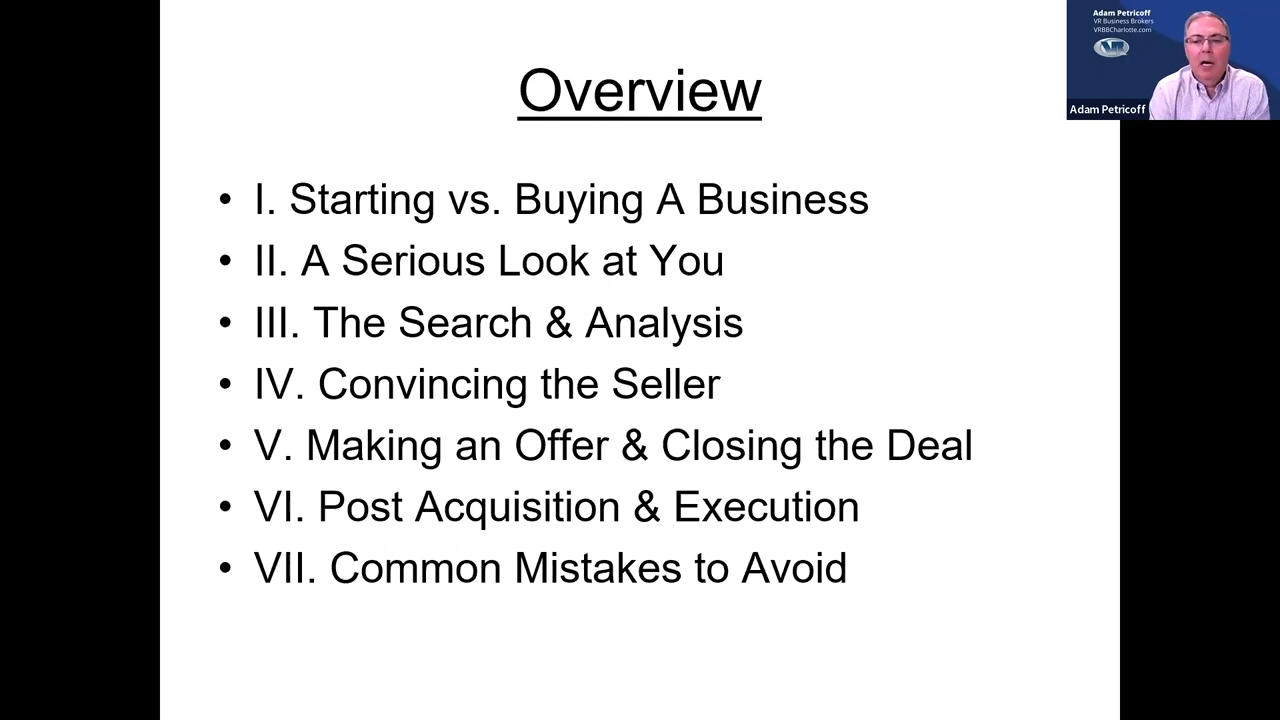 Overview
• I. Starting vs. Buying A Business
• II. A Serious Look at You
• III. The Search & Analysis
• IV. Convincing the Seller
• V. Making an Offer & Closing the Deal
• VI. Post Acquisition & Execution
• VII. Common Mistakes to Avoid
Adam Petricoff
VR Business Brokers
VRBBCharlotte.com
VR
Adam Petricoff